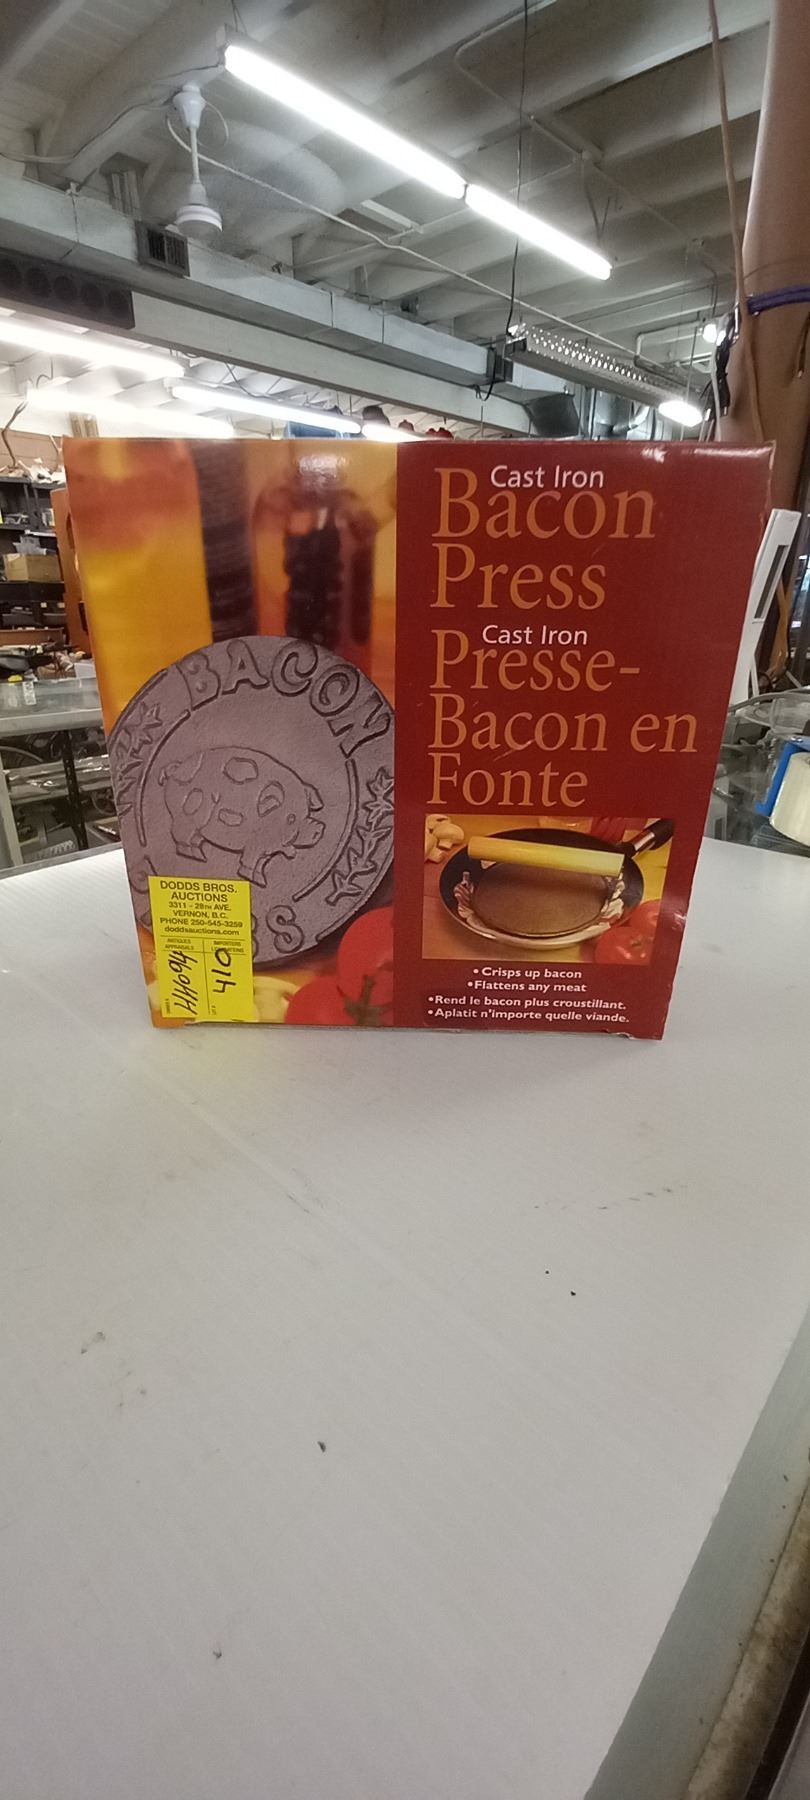 Cast Iron
Bacon
Press
Cast Iron
Presse-
Bacon en
Fonte
• Crisps up bacon
• Flattens any meat
• Rend le bacon plus croustillant.
• Aplatit n'importe quelle viande.
BACON
DODDS BROS.
AUCTIONS
3311 - 28TH AVE.
VERNON, B.C.
PHONE 250-545-3259
doddsauctions.com
ANTIQUES
APPRAISALS
IMPORTERS
410